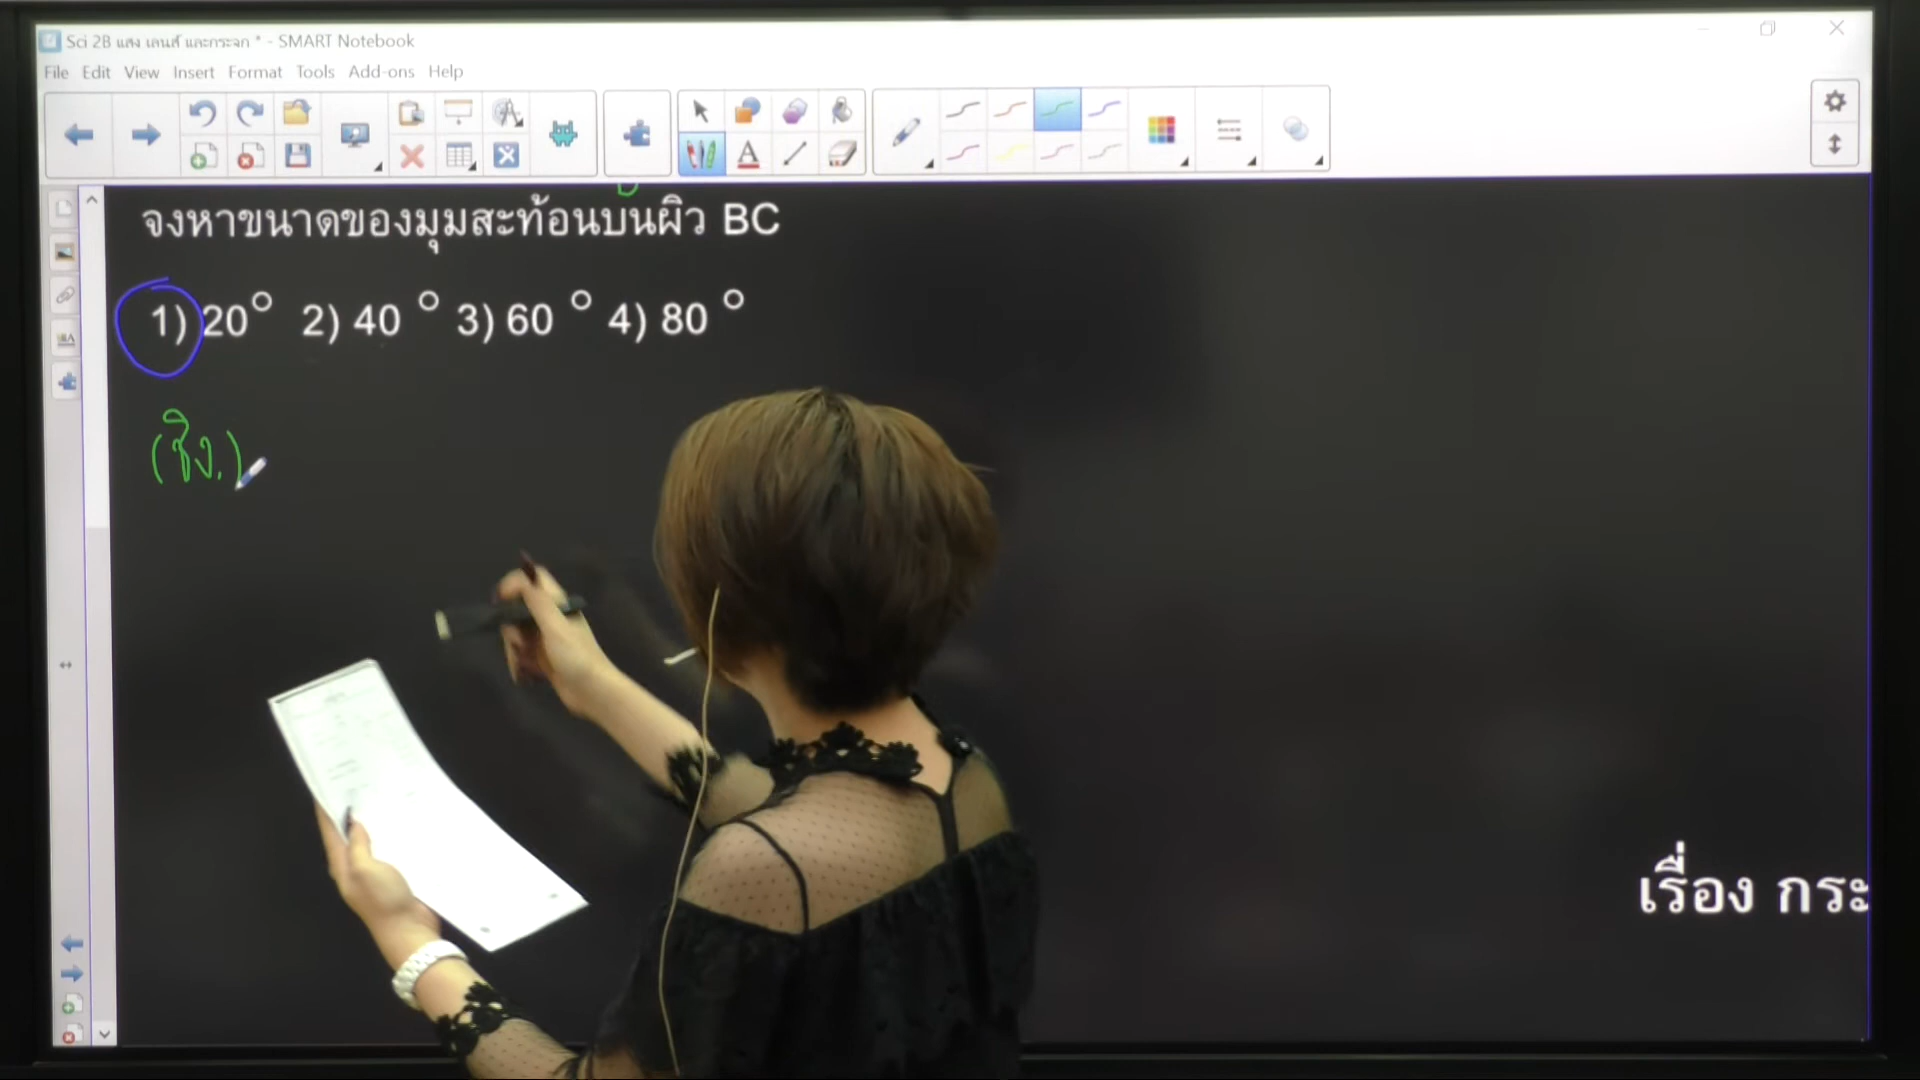 Sci 2B แสง เลนส์ และกระจก * - SMART Notebook
File Edit View Insert Format Tools Add-ons Help
จงหาขนาดของมุมสะท้อนบนผิว BC
1) 20° 2) 40° 3) 60° 4) 80°
(ชิง.)
เรื่อง กระ